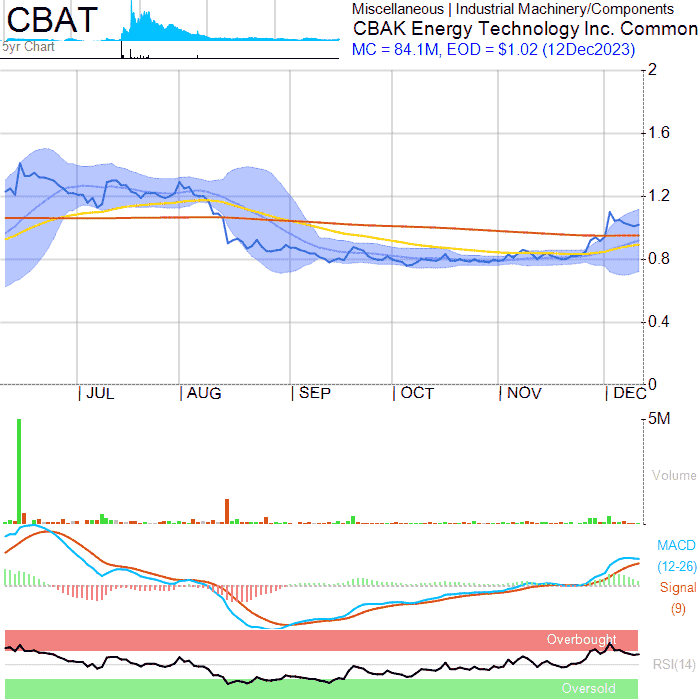 CBAT
5yr Chart
Miscellaneous | Industrial Machinery/Components
CBAK Energy Technology Inc. Common
MC = 84.1M, EOD = $1.02 (12Dec2023)
2
1.6
1.2
0.8
0.4
0
JUL AUG SEP OCT NOV DEC
5M
Volume
MACD
(12-26)
Signal
(9)
Overbought
RSI(14)
Oversold